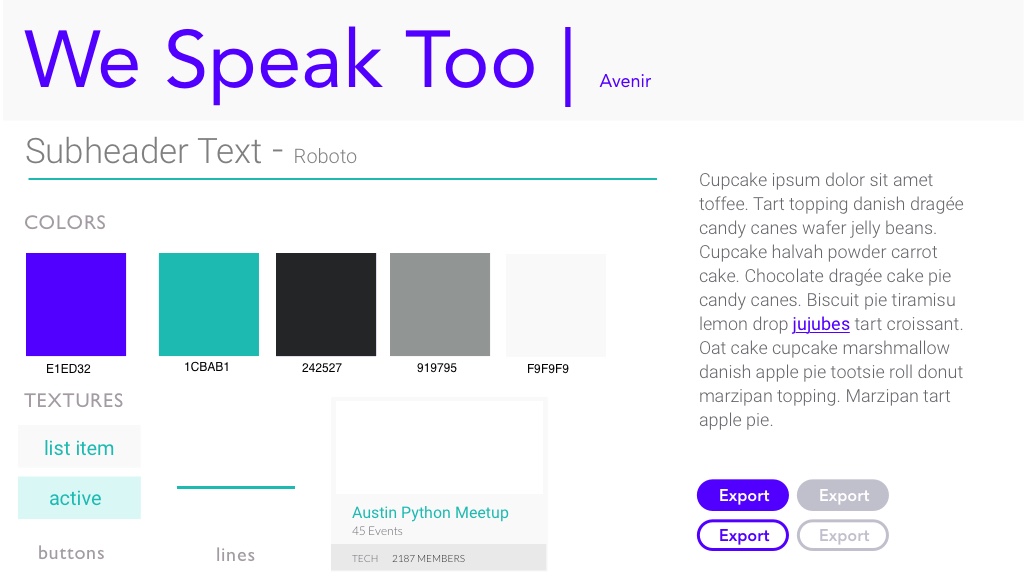 We Speak Too | Avenir
Subheader Text - Roboto
COLORS
E1ED32
1CBAB1
242527
919795
F9F9F9
TEXTURES
list item
active
buttons
lines
Austin Python Meetup
45 Events
TECH 2187 MEMBERS
Cupcake ipsum dolor sit amet
toffee. Tart topping danish dragée
candy canes wafer jelly beans.
Cupcake halvah powder carrot
cake. Chocolate dragée cake pie
candy canes. Biscuit pie tiramisu
lemon drop jujubes tart croissant.
Oat cake cupcake marshmallow
danish apple pie tootsie roll donut
marzipan topping. Marzipan tart
apple pie.
Export Export
Export Export